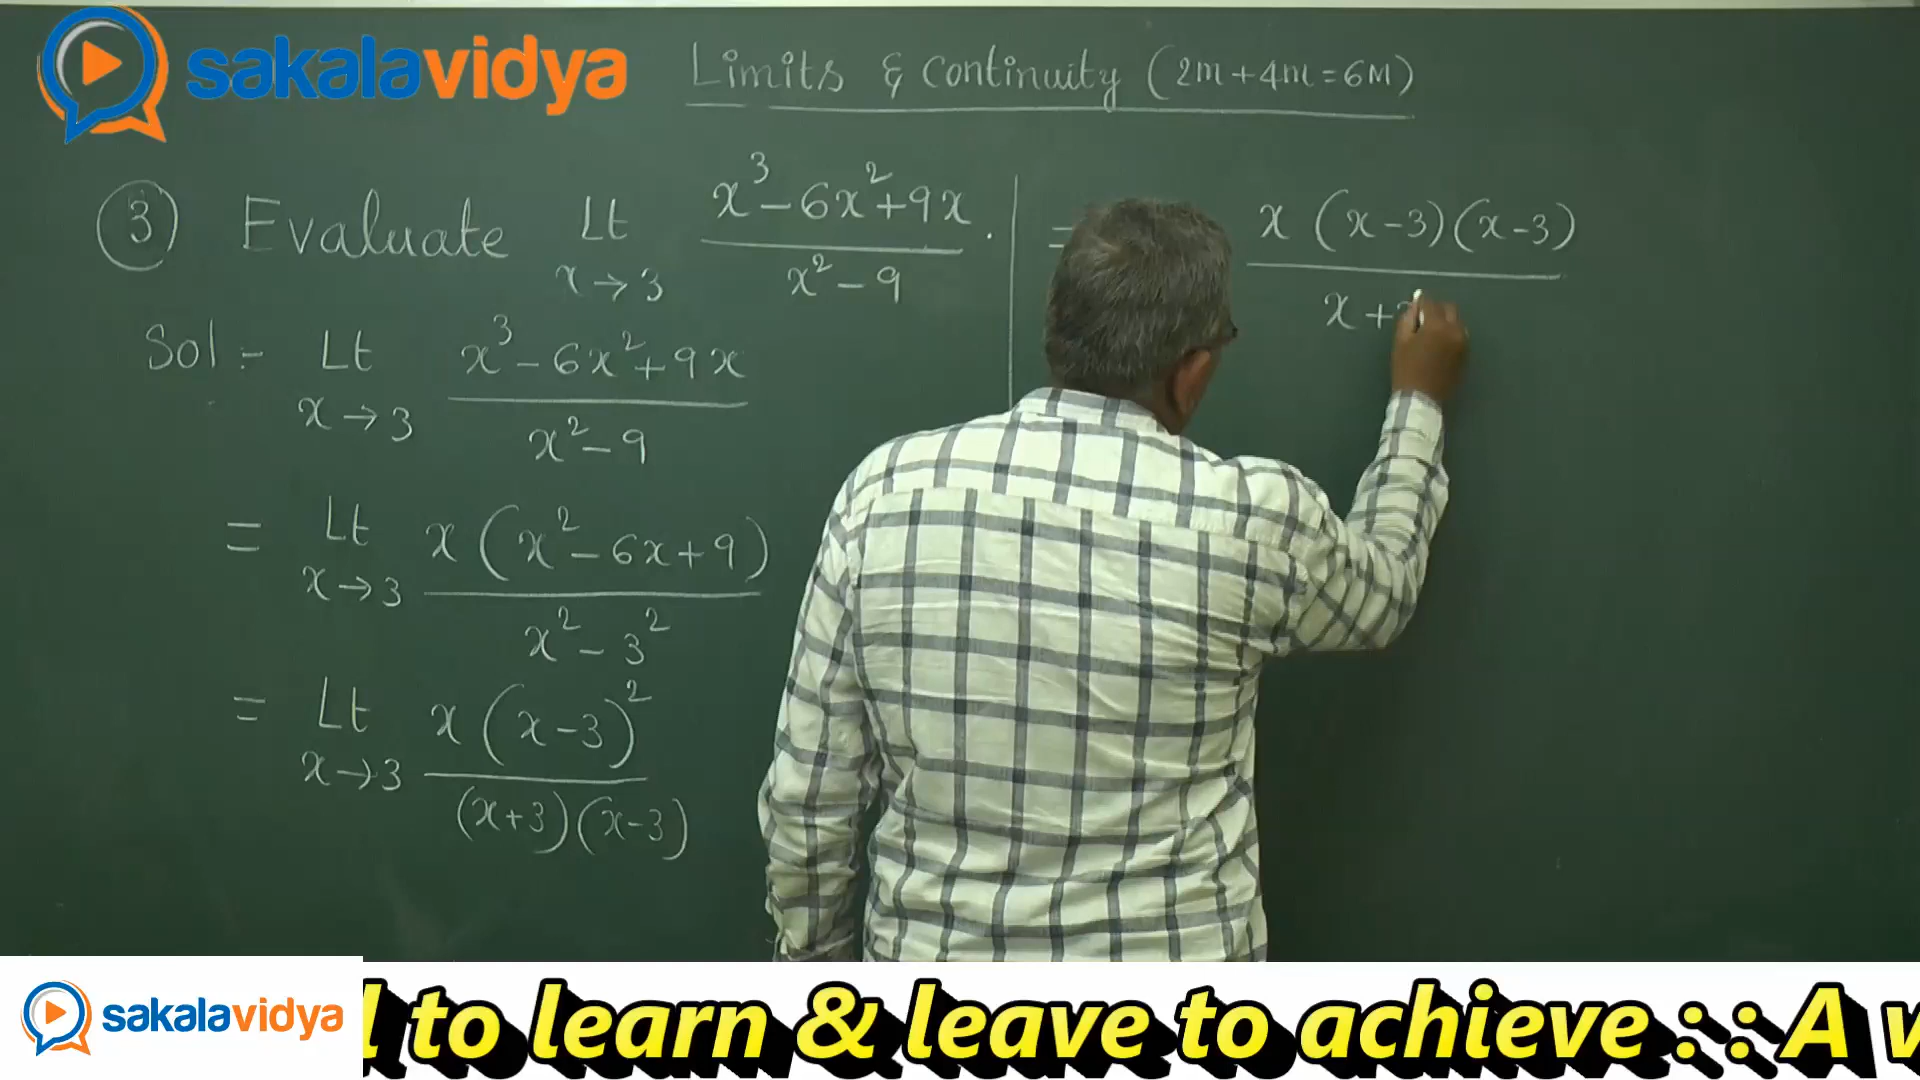 sakalavidya
Limits & Continuity (2m+4m=6M)
③ Evaluate Lt x→3 x³-6x²+9x / x²-9 .
Sol:- Lt x→3 x³-6x²+9x / x²-9
= Lt x→3 x(x²-6x+9) / x²-3²
= Lt x→3 x(x-3)² / (x+3)(x-3)
= x(x-3)(x-3) / x+
sakalavidya
to learn & leave to achieve : : A